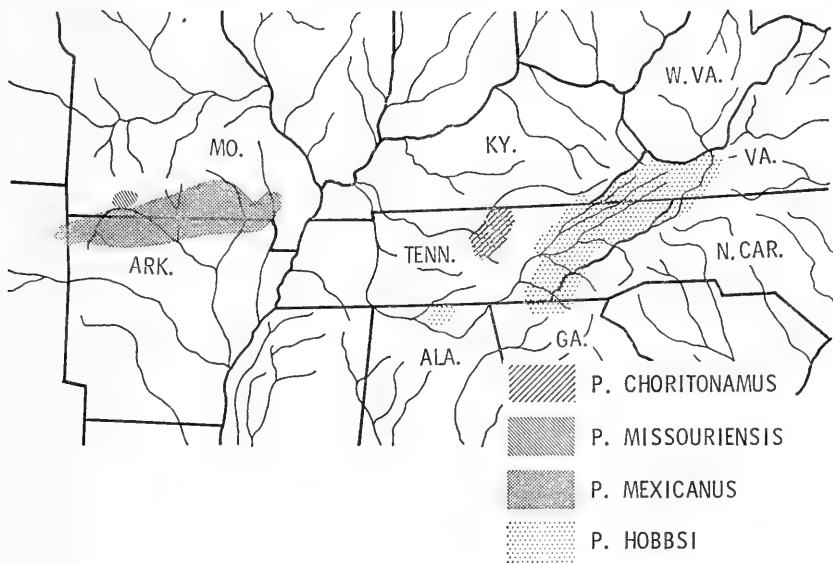 W.VA.
MO.
KY.
- VA.
TENN.
N.CAR.
ARK.
ALA.
GA.
P. CHORITONAMUS
P. MISSOURIENSIS
P. MEXICANUS
P. HOBBSI